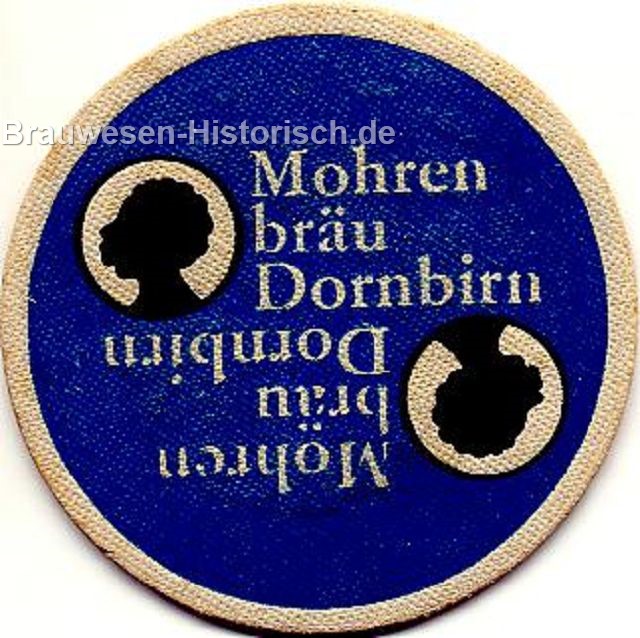 Brauwesen-Historisch.de
Mohren
bräu
Dornbirn
Mohren
bräu
Dornbirn